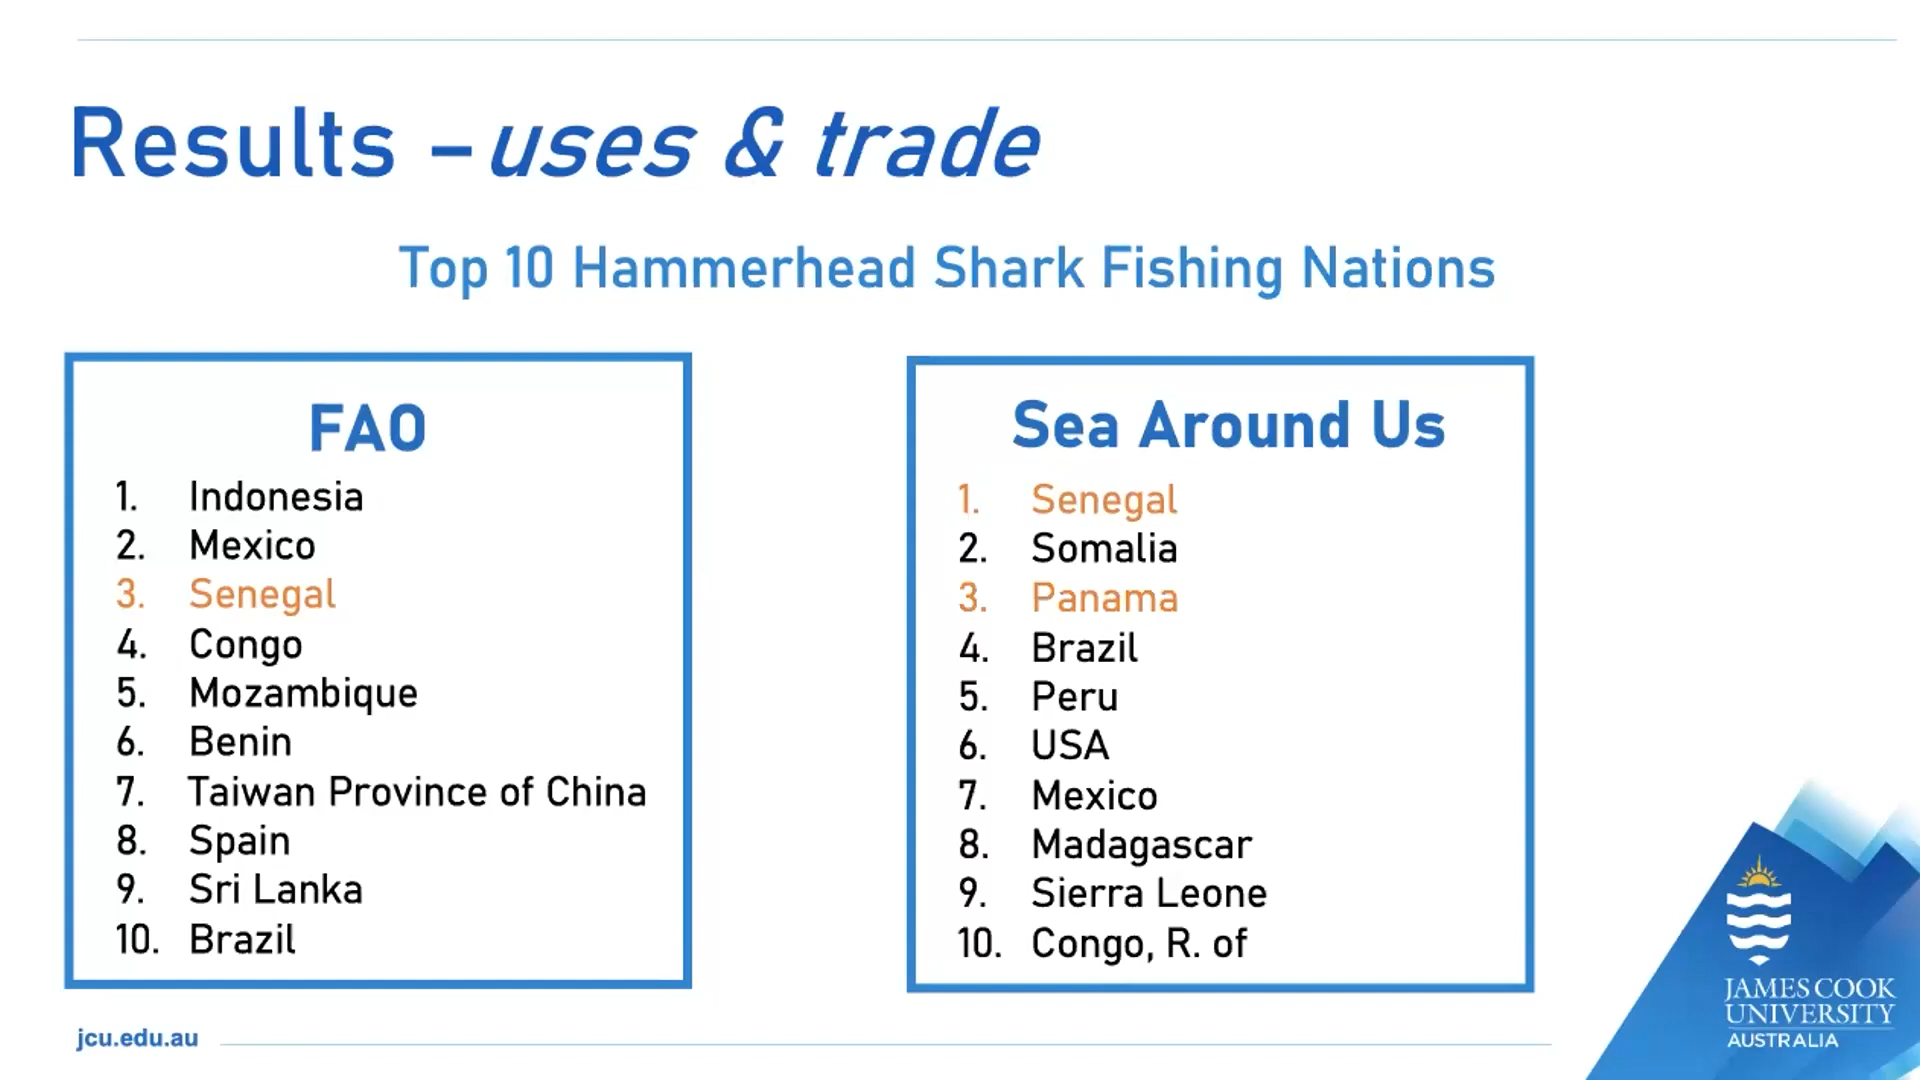 Results – uses & trade
Top 10 Hammerhead Shark Fishing Nations
FAO
1. Indonesia
2. Mexico
3. Senegal
4. Congo
5. Mozambique
6. Benin
7. Taiwan Province of China
8. Spain
9. Sri Lanka
10. Brazil
Sea Around Us
1. Senegal
2. Somalia
3. Panama
4. Brazil
5. Peru
6. USA
7. Mexico
8. Madagascar
9. Sierra Leone
10. Congo, R. of
jcu.edu.au
JAMES COOK
UNIVERSITY
AUSTRALIA